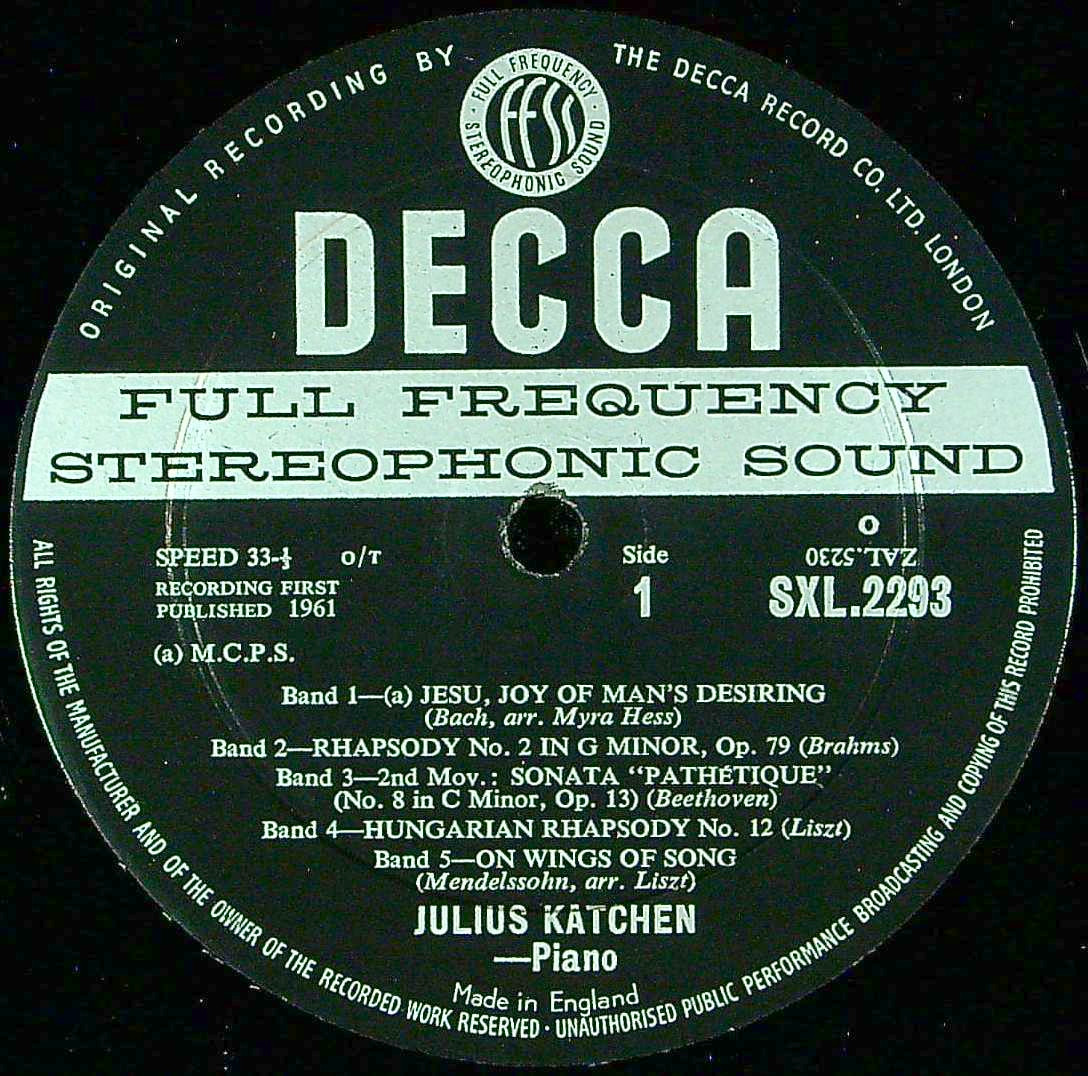 ORIGINAL RECORDING BY
THE DECCA RECORD CO. LTD. LONDON
FULL FREQUENCY
STEREOPHONIC SOUND
FFSS
DECCA
FULL FREQUENCY
STEREOPHONIC SOUND
SPEED 33-⅓ O/T
RECORDING FIRST
PUBLISHED 1961
(a) M.C.P.S.
Side
1
O
ZAL.5230
SXL.2293
Band 1—(a) JESU, JOY OF MAN'S DESIRING
(Bach, arr. Myra Hess)
Band 2—RHAPSODY No. 2 IN G MINOR, Op. 79 (Brahms)
Band 3—2nd Mov.: SONATA "PATHÉTIQUE"
(No. 8 in C Minor, Op. 13) (Beethoven)
Band 4—HUNGARIAN RHAPSODY No. 12 (Liszt)
Band 5—ON WINGS OF SONG
(Mendelssohn, arr. Liszt)
JULIUS KATCHEN
—Piano
Made in England
ALL RIGHTS OF THE MANUFACTURER AND OF THE OWNER OF THE RECORDED WORK RESERVED · UNAUTHORISED PUBLIC PERFORMANCE BROADCASTING AND COPYING OF THIS RECORD PROHIBITED